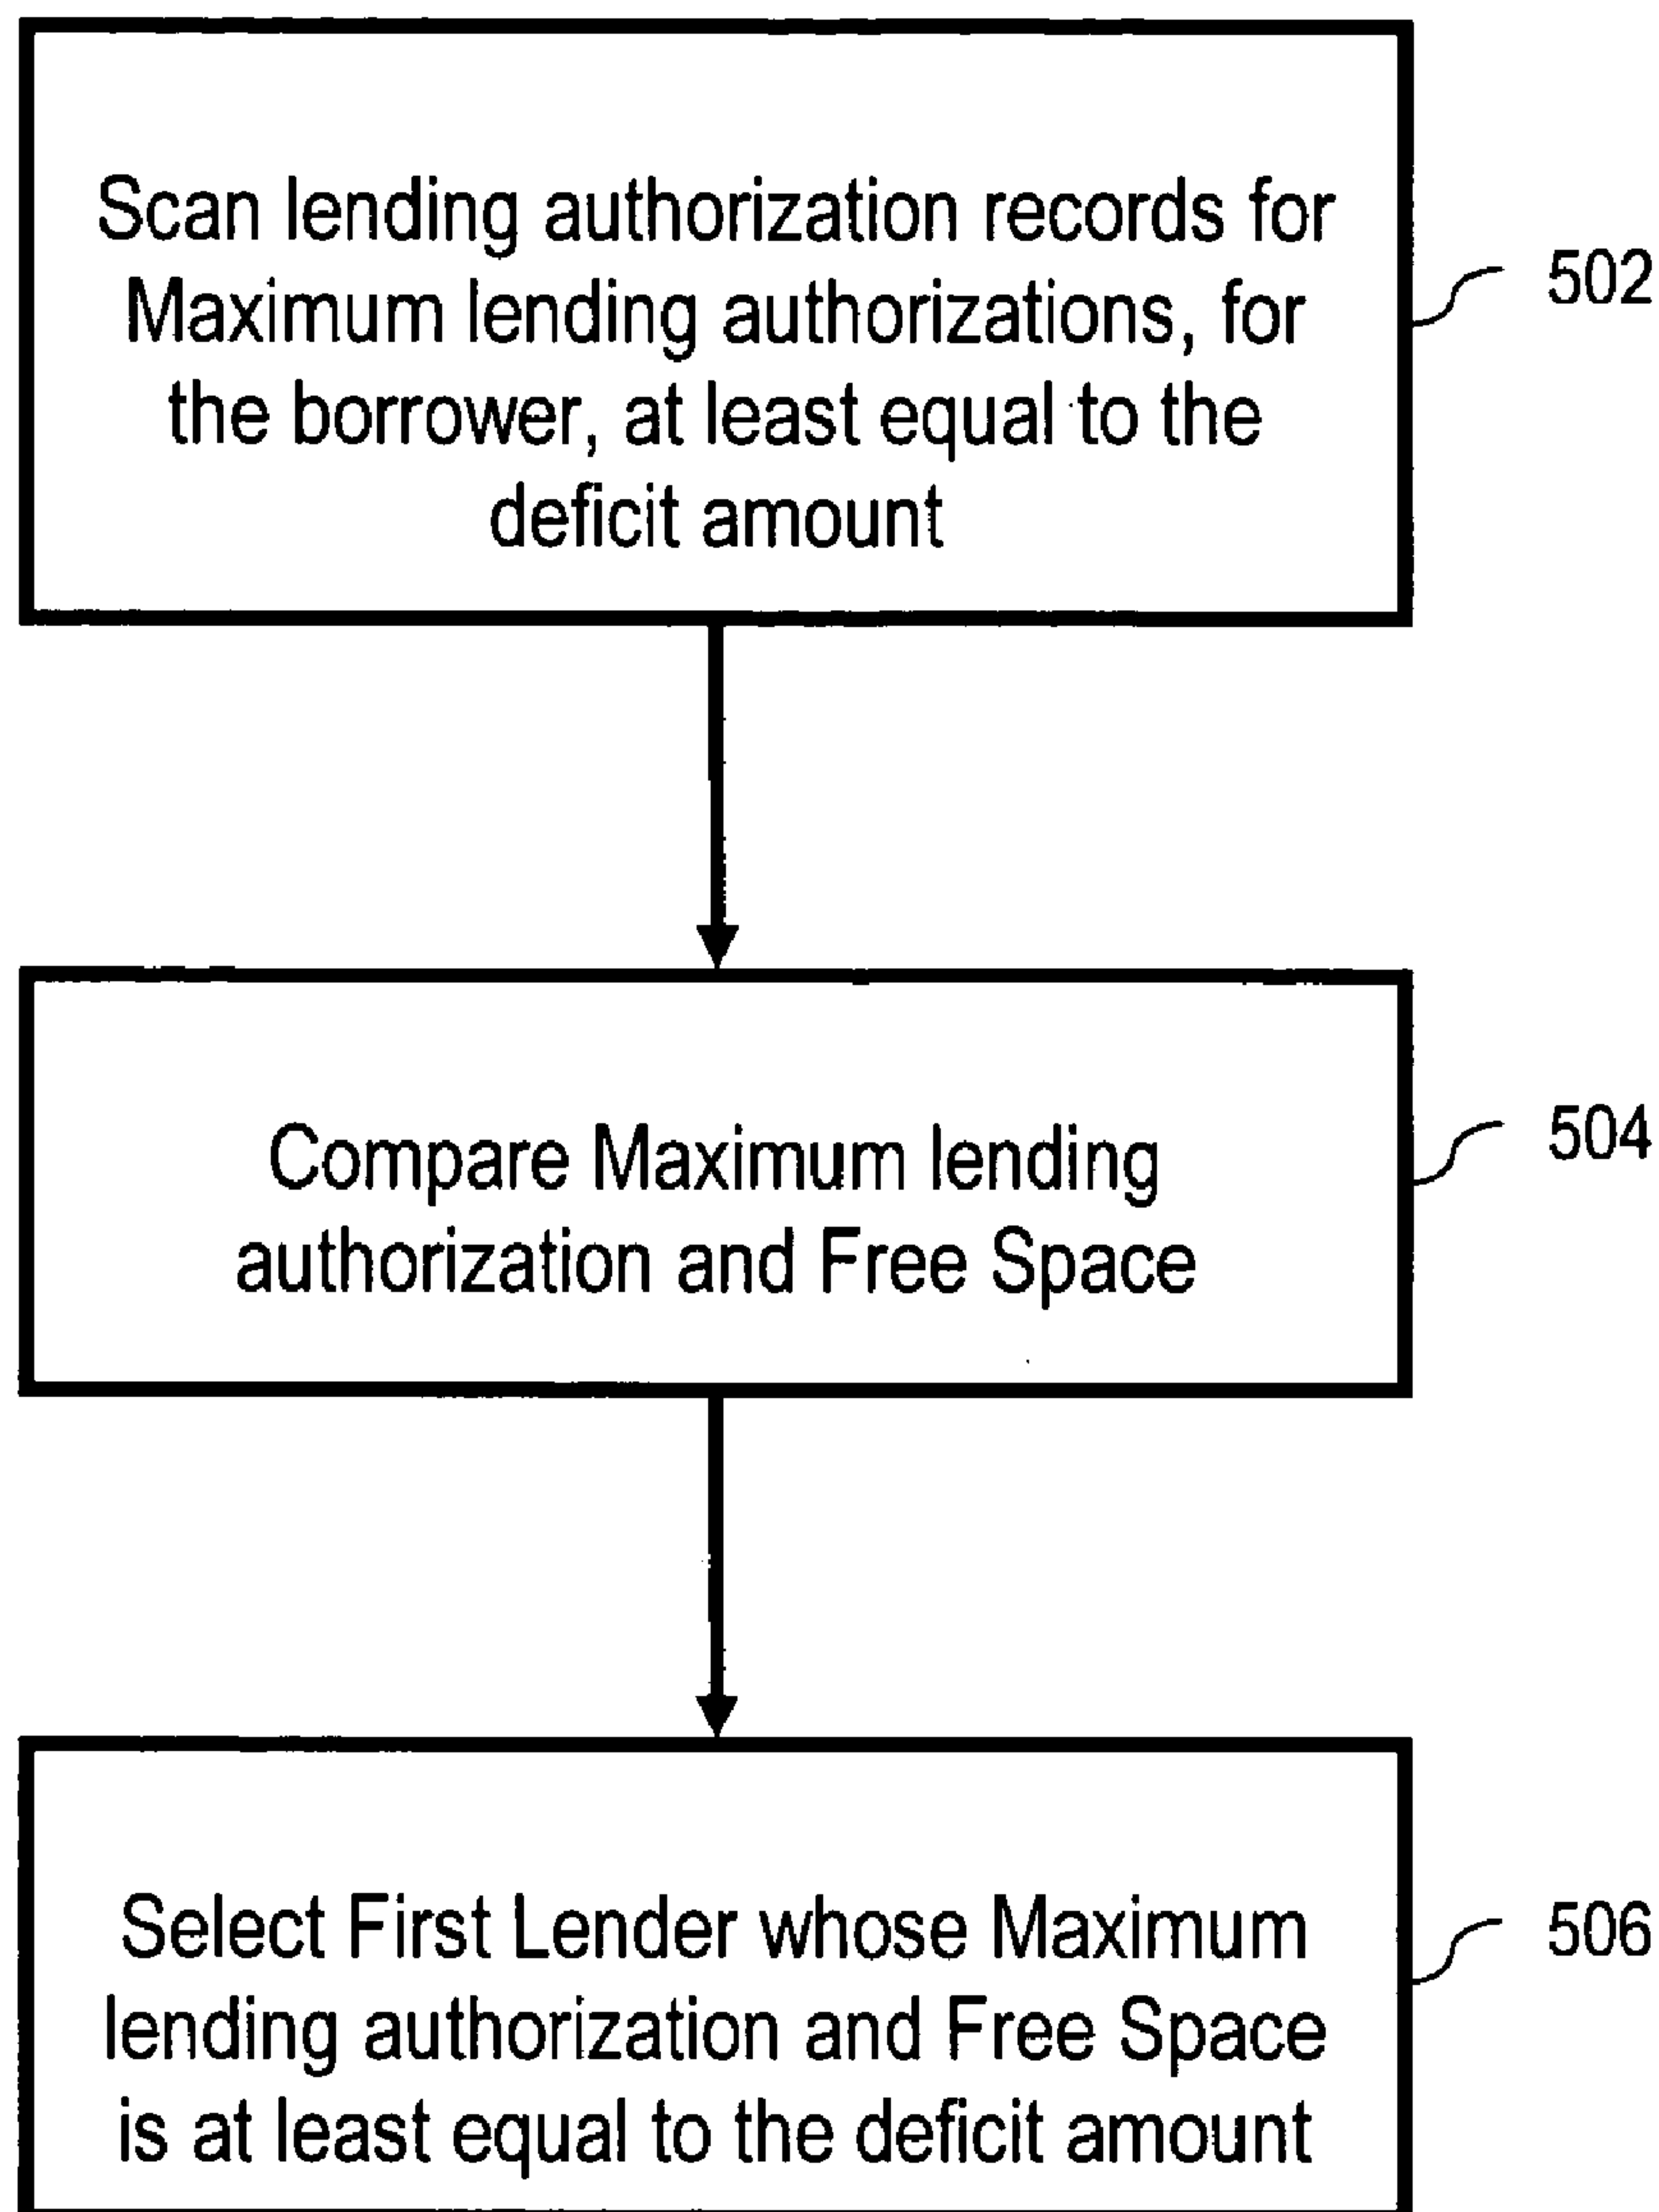 Scan lending authorization records for
Maximum lending authorizations, for
the borrower, at least equal to the
deficit amount
502
Compare Maximum lending
authorization and Free Space
504
Select First Lender whose Maximum
lending authorization and Free Space
is at least equal to the deficit amount
506